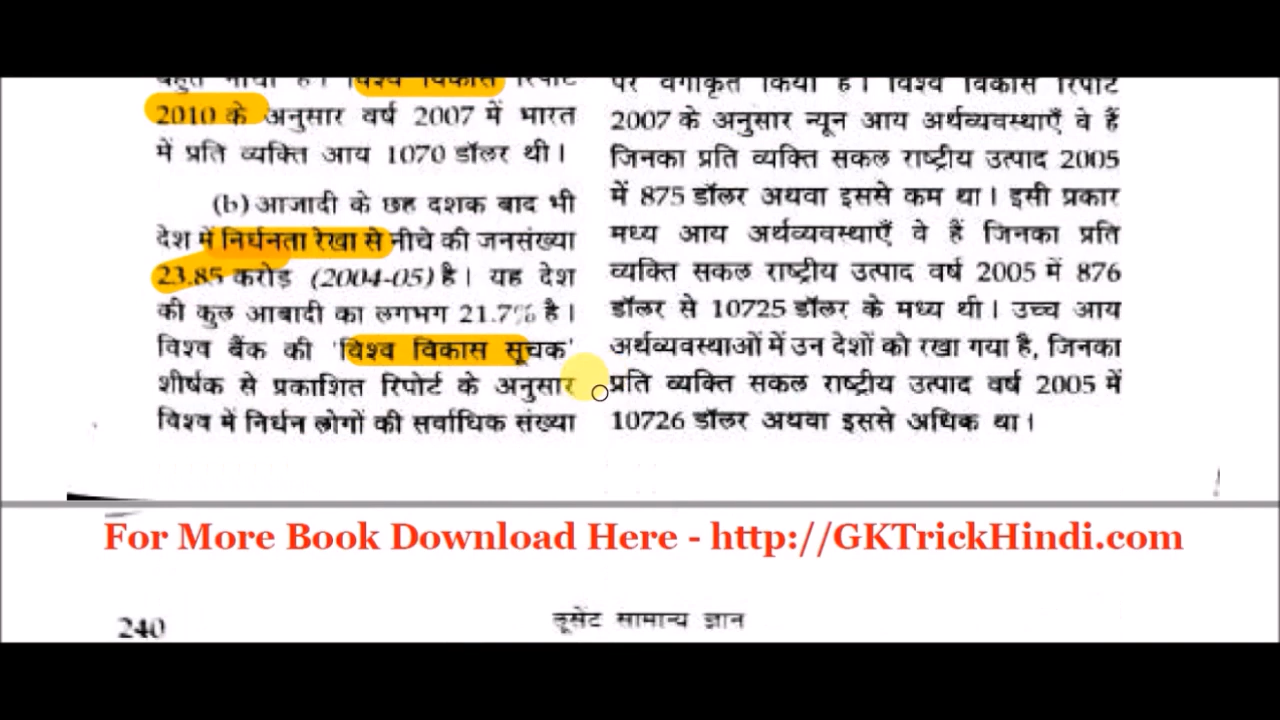 विश्व विकास रिपोर्ट
2010 के अनुसार वर्ष 2007 में भारत
में प्रति व्यक्ति आय 1070 डॉलर थी।
(b) आजादी के छह दशक बाद भी
देश में निर्धनता रेखा से नीचे की जनसंख्या
23.85 करोड़ (2004-05) है। यह देश
की कुल आबादी का लगभग 21.7% है।
विश्व बैंक की 'विश्व विकास सूचक'
शीर्षक से प्रकाशित रिपोर्ट के अनुसार
विश्व में निर्धन लोगों की सर्वाधिक संख्या
पर वर्गीकृत किया है। विश्व विकास रिपोर्ट
2007 के अनुसार न्यून आय अर्थव्यवस्थाएँ वे हैं
जिनका प्रति व्यक्ति सकल राष्ट्रीय उत्पाद 2005
में 875 डॉलर अथवा इससे कम था। इसी प्रकार
मध्य आय अर्थव्यवस्थाएँ वे हैं जिनका प्रति
व्यक्ति सकल राष्ट्रीय उत्पाद वर्ष 2005 में 876
डॉलर से 10725 डॉलर के मध्य थी। उच्च आय
अर्थव्यवस्थाओं में उन देशों को रखा गया है, जिनका
प्रति व्यक्ति सकल राष्ट्रीय उत्पाद वर्ष 2005 में
10726 डॉलर अथवा इससे अधिक था।
For More Book Download Here - http://GKTrickHindi.com
240
लूसेंट सामान्य ज्ञान